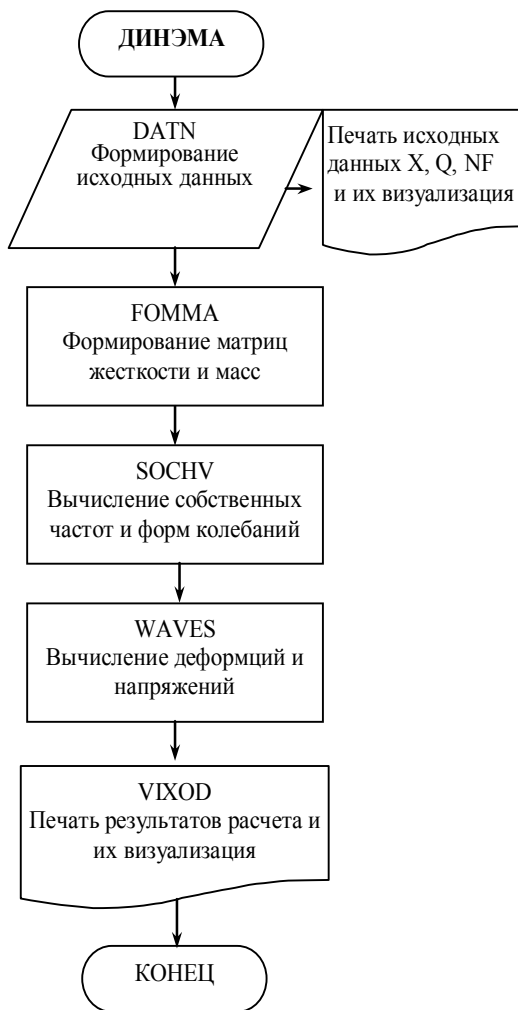 ДИНЭМА
DATN
Формирование
исходных данных
Печать исходных
данных X, Q, NF
и их визуализация
FOMMA
Формирование матриц
жесткости и масс
SOCHV
Вычисление собственных
частот и форм колебаний
WAVES
Вычисление деформций и
напряжений
VIXOD
Печать результатов расчета и
их визуализация
КОНЕЦ